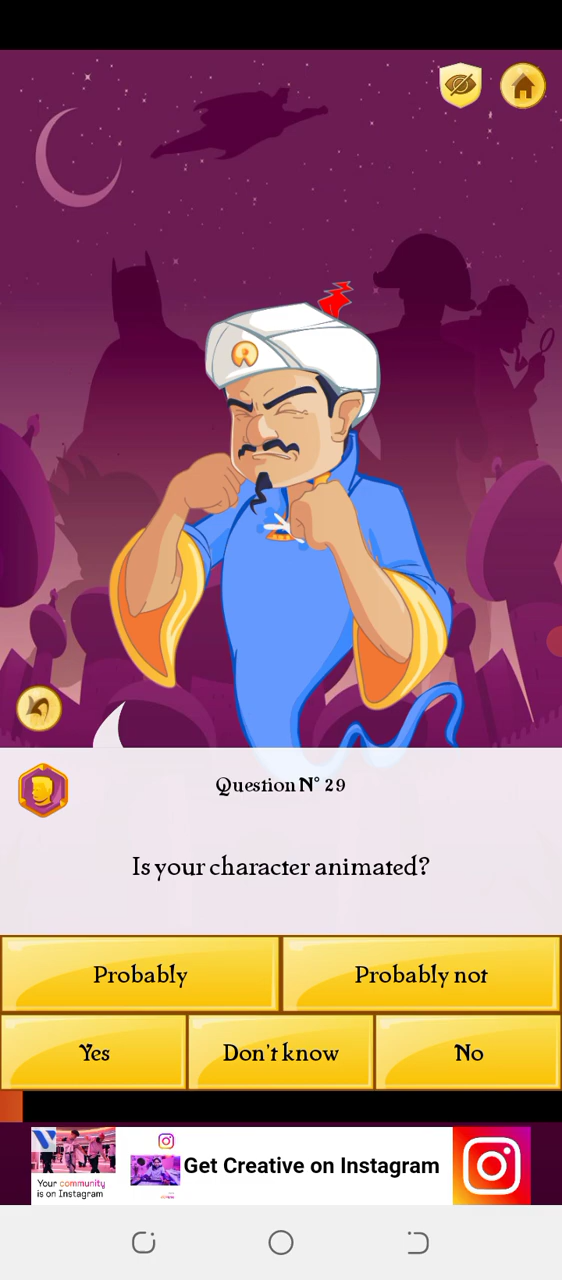 Question N° 29
Is your character animated?
Probably
Probably not
Yes
Don't know
No
Your community
is on Instagram
Get Creative on Instagram